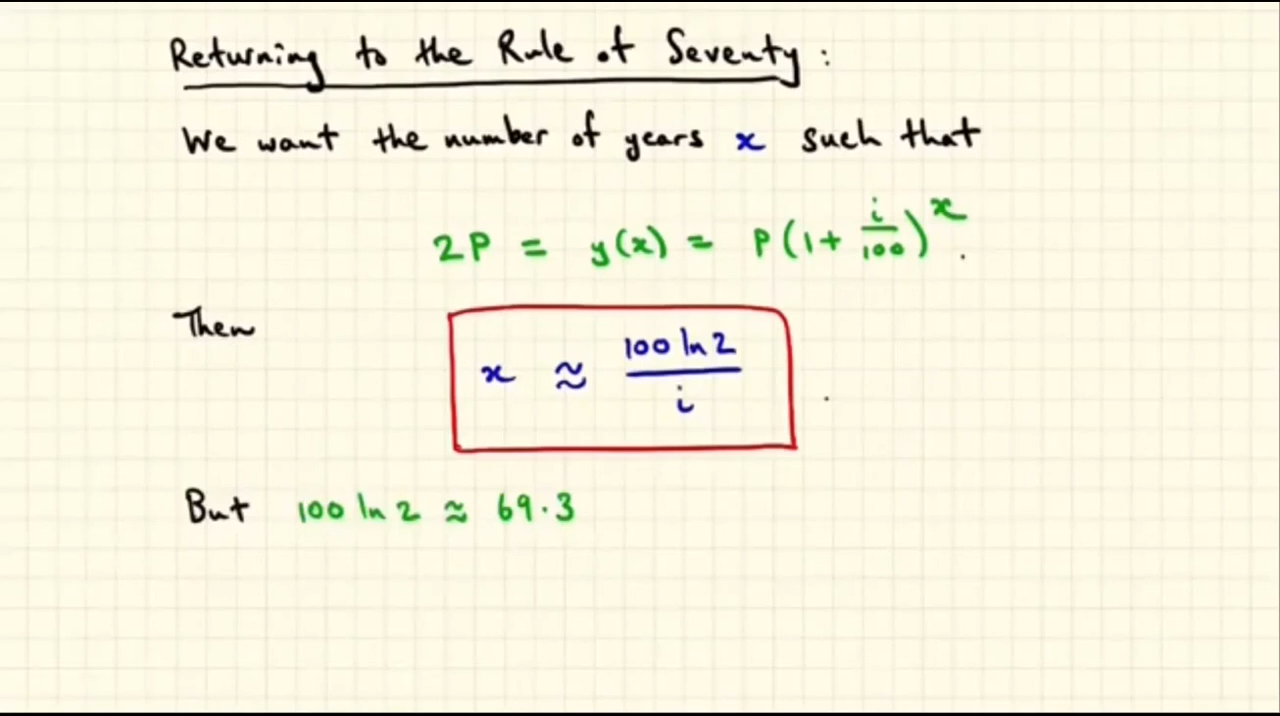 Returning to the Rule of Seventy:
We want the number of years x such that
2P = y(x) = P(1 + i/100)^x.
Then x ≈ 100 ln 2 / i .
But 100 ln 2 ≈ 69.3